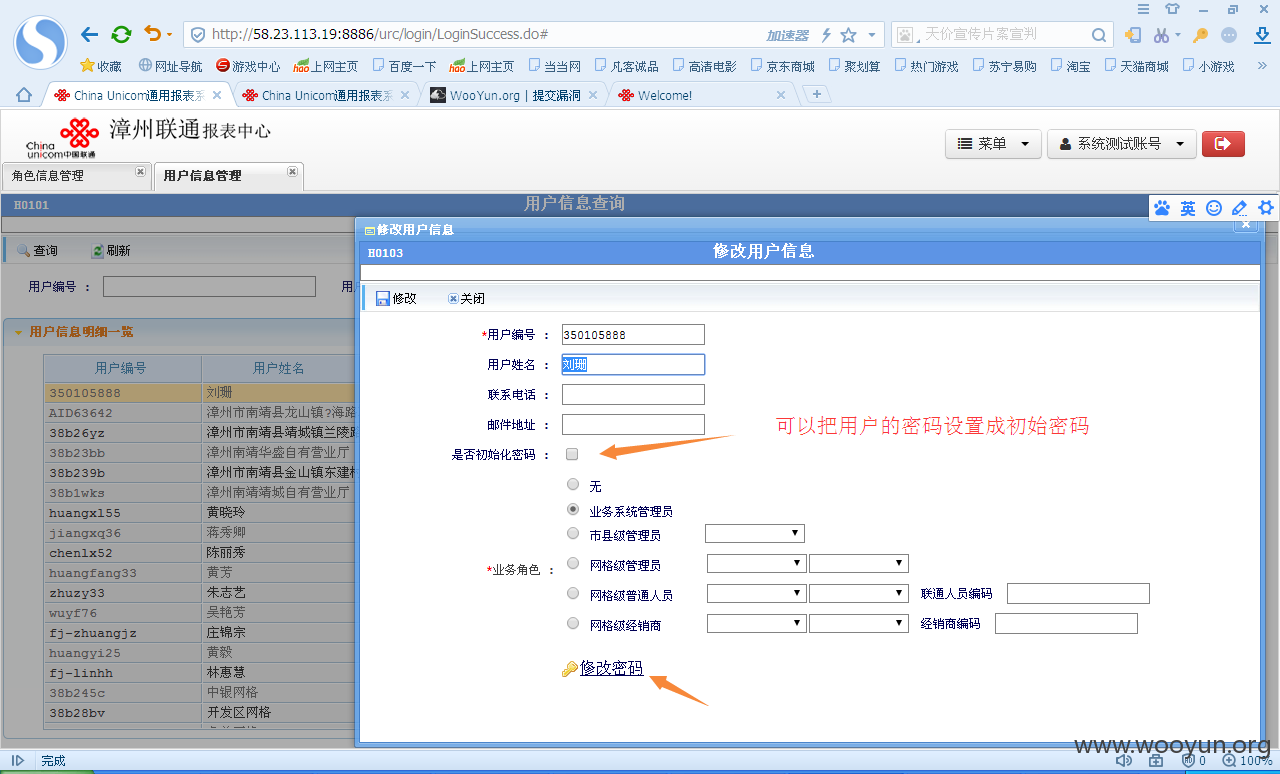 http://58.23.113.19:8886/urc/login/LoginSuccess.do#
加速器
天价宣传片案宣判
收藏 网址导航 游戏中心 hao上网主页 百度一下 hao上网主页 当当网 凡客诚品 高清电影 京东商城 聚划算 热门游戏 苏宁易购 淘宝 天猫商城 小游戏
China Unicom通用报表系 China Unicom通用报表系 WooYun.org | 提交漏洞 Welcome!
China unicom中国联通 漳州联通报表中心
菜单 系统测试账号
角色信息管理 用户信息管理
H0101 用户信息查询
英
查询 刷新
用户编号 ： 用
用户信息明细一览
用户编号 用户姓名
350105888 刘珊
AID63642 漳州市南靖县龙山镇?海路
38b26yz 漳州市南靖县靖城镇三陵路
38b23bb 漳州南靖华盛自有营业厅
38b239b 漳州市南靖县金山镇东建材
38b1wks 漳州南靖靖城自有营业厅
huangxl55 黄晓玲
jiangxq36 蒋秀卿
chenlx52 陈丽秀
huangfang33 黄芳
zhuzy33 朱志艺
wuyf76 吴艳芳
fj-zhuangjz 庄锦宗
huangyi25 黄毅
fj-linhh 林惠慧
38b245c 中银网格
38b28bv 开发区网格
修改用户信息
H0103 修改用户信息
修改 关闭
*用户编号 ： 350105888
用户姓名 ： 刘珊
联系电话 ：
邮件地址 ：
可以把用户的密码设置成初始密码
是否初始化密码 ：
无
业务系统管理员
市县级管理员
网格级管理员
*业务角色 ：
网格级普通人员 联通人员编码
网格级经销商 经销商编码
修改密码
www.wooyun.org
完成 0 100%